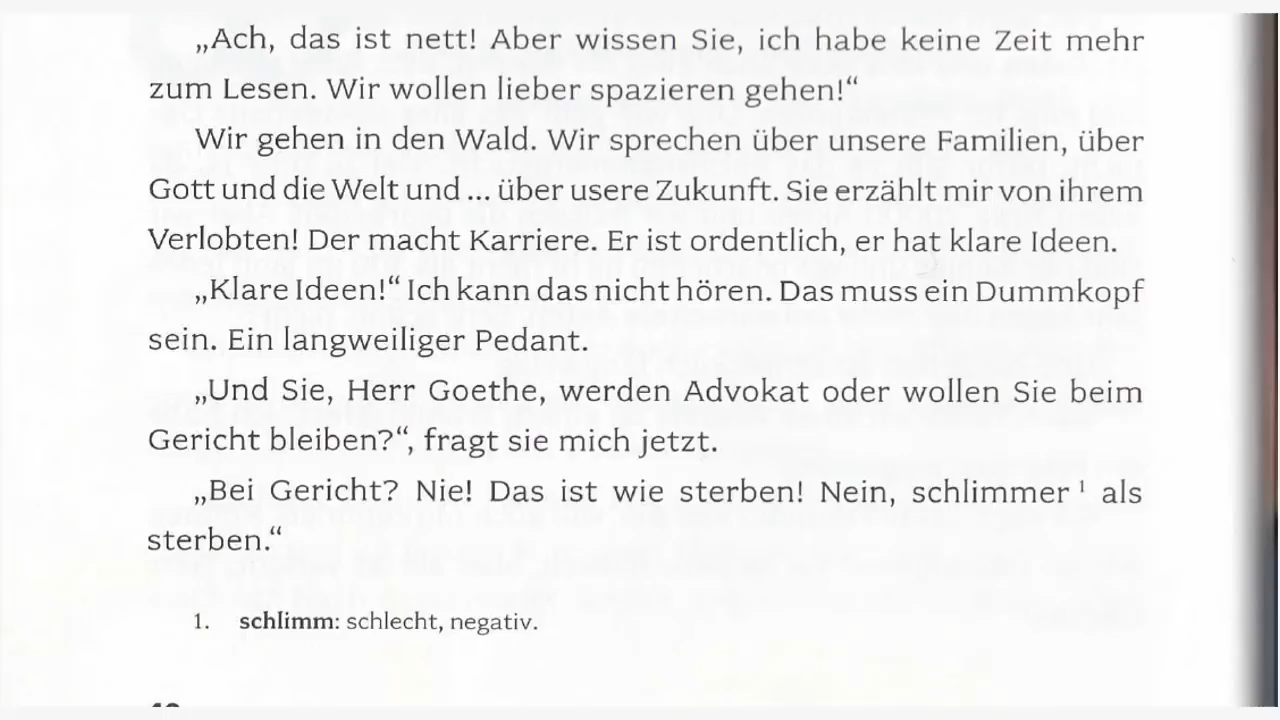 „Ach, das ist nett! Aber wissen Sie, ich habe keine Zeit mehr
zum Lesen. Wir wollen lieber spazieren gehen!“
Wir gehen in den Wald. Wir sprechen über unsere Familien, über
Gott und die Welt und ... über usere Zukunft. Sie erzählt mir von ihrem
Verlobten! Der macht Karriere. Er ist ordentlich, er hat klare Ideen.
„Klare Ideen!“ Ich kann das nicht hören. Das muss ein Dummkopf
sein. Ein langweiliger Pedant.
„Und Sie, Herr Goethe, werden Advokat oder wollen Sie beim
Gericht bleiben?“, fragt sie mich jetzt.
„Bei Gericht? Nie! Das ist wie sterben! Nein, schlimmer ¹ als
sterben.“
1. schlimm: schlecht, negativ.